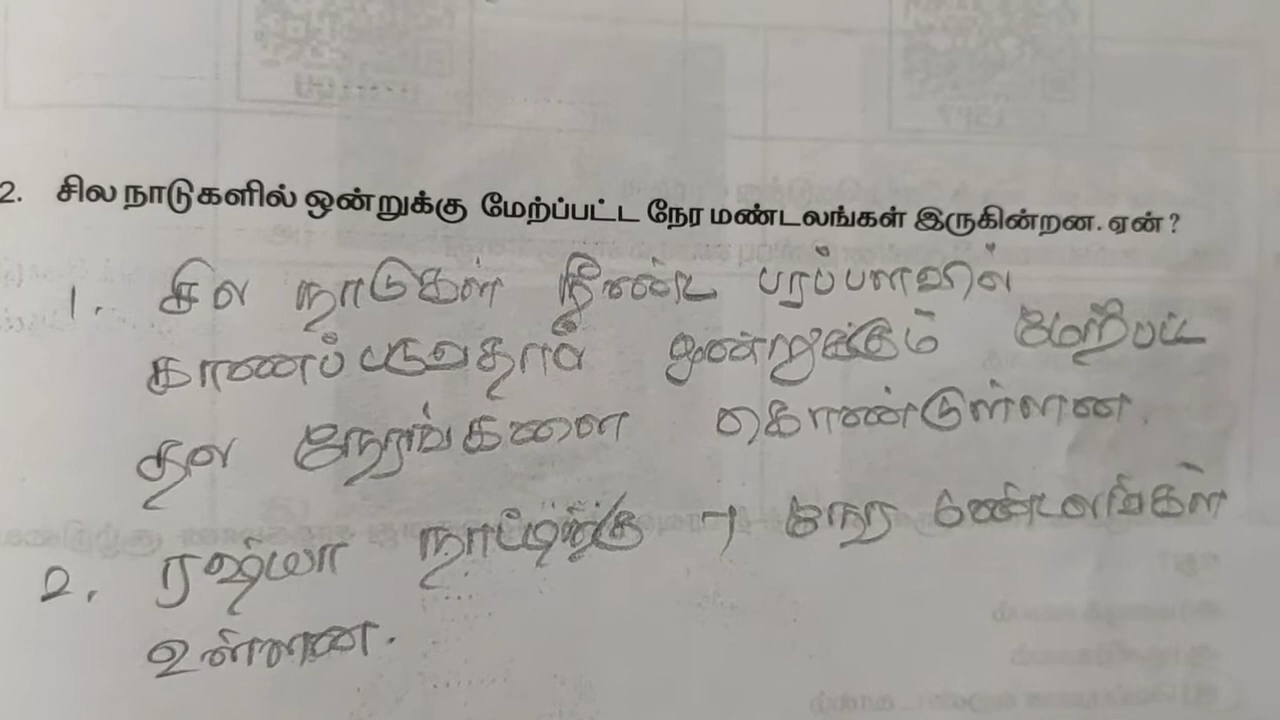 2. சில நாடுகளில் ஒன்றுக்கு மேற்ப்பட்ட நேர மண்டலங்கள் இருகின்றன. ஏன்?
1. சில நாடுகள் நீண்ட பரப்பளவில்
காணப்படுவதால் ஒன்றுக்கும் மேற்பட்ட
தல நேரங்களை கொண்டுள்ளன.
2. ரஷ்யா நாட்டிற்கு 7 நேர மண்டலங்கள்
உள்ளன.